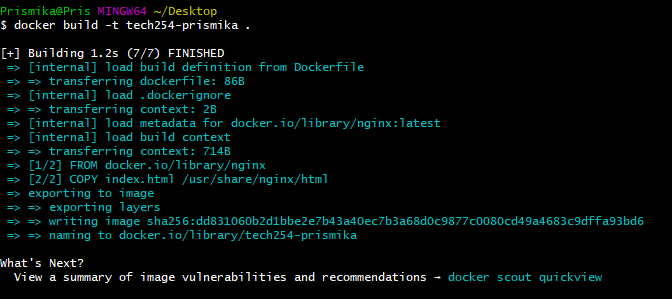 Prismika@Pris MINGW64 ~/Desktop
$ docker build -t tech254-prismika .
[+] Building 1.2s (7/7) FINISHED
=> [internal] load build definition from Dockerfile
=> => transferring dockerfile: 86B
=> [internal] load .dockerignore
=> => transferring context: 2B
=> [internal] load metadata for docker.io/library/nginx:latest
=> [internal] load build context
=> => transferring context: 714B
=> [1/2] FROM docker.io/library/nginx
=> [2/2] COPY index.html /usr/share/nginx/html
=> exporting to image
=> => exporting layers
=> => writing image sha256:dd831060b2d1bbe2e7b43a40ec7b3a68d0c9877c0080cd49a4683c9dffa93bd6
=> => naming to docker.io/library/tech254-prismika
What's Next?
View a summary of image vulnerabilities and recommendations → docker scout quickview